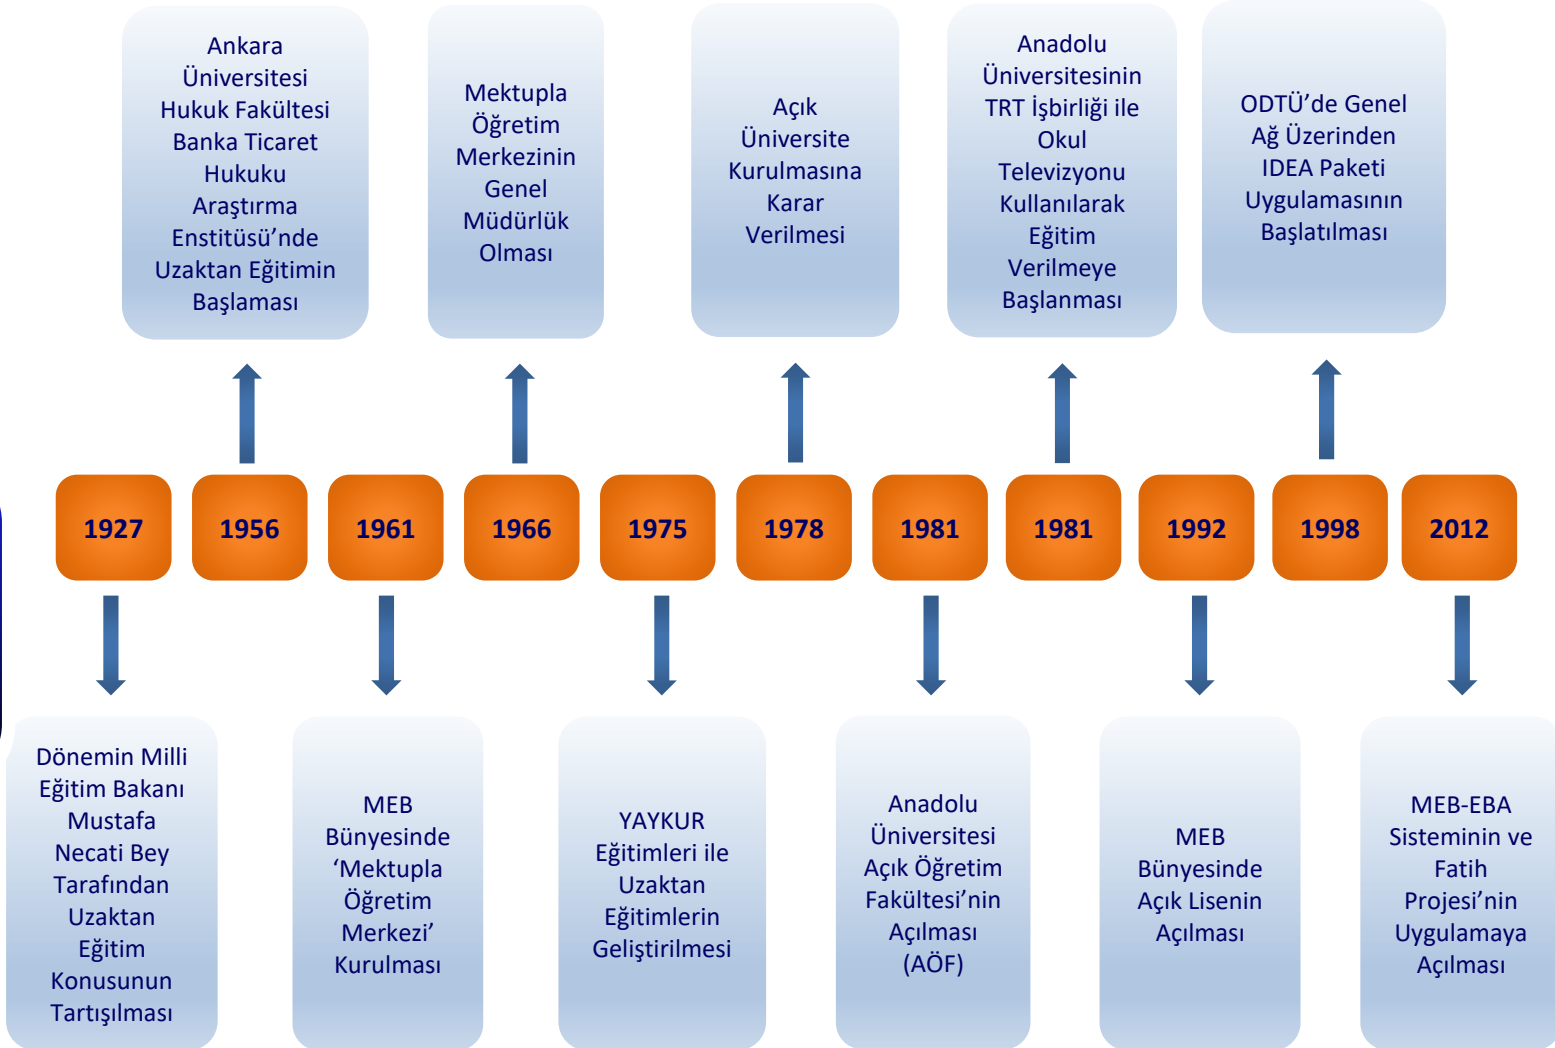 Ankara
Üniversitesi
Hukuk Fakültesi
Banka Ticaret
Hukuku
Araştırma
Enstitüsü’nde
Uzaktan Eğitimin
Başlaması
Mektupla
Öğretim
Merkezinin
Genel
Müdürlük
Olması
Açık
Üniversite
Kurulmasına
Karar
Verilmesi
Anadolu
Üniversitesinin
TRT İşbirliği ile
Okul
Televizyonu
Kullanılarak
Eğitim
Verilmeye
Başlanması
ODTÜ’de Genel
Ağ Üzerinden
IDEA Paketi
Uygulamasının
Başlatılması
1927
1956
1961
1966
1975
1978
1981
1981
1992
1998
2012
Dönemin Milli
Eğitim Bakanı
Mustafa
Necati Bey
Tarafından
Uzaktan
Eğitim
Konusunun
Tartışılması
MEB
Bünyesinde
‘Mektupla
Öğretim
Merkezi’
Kurulması
YAYKUR
Eğitimleri ile
Uzaktan
Eğitimlerin
Geliştirilmesi
Anadolu
Üniversitesi
Açık Öğretim
Fakültesi’nin
Açılması
(AÖF)
MEB
Bünyesinde
Açık Lisenin
Açılması
MEB-EBA
Sisteminin ve
Fatih
Projesi’nin
Uygulamaya
Açılması